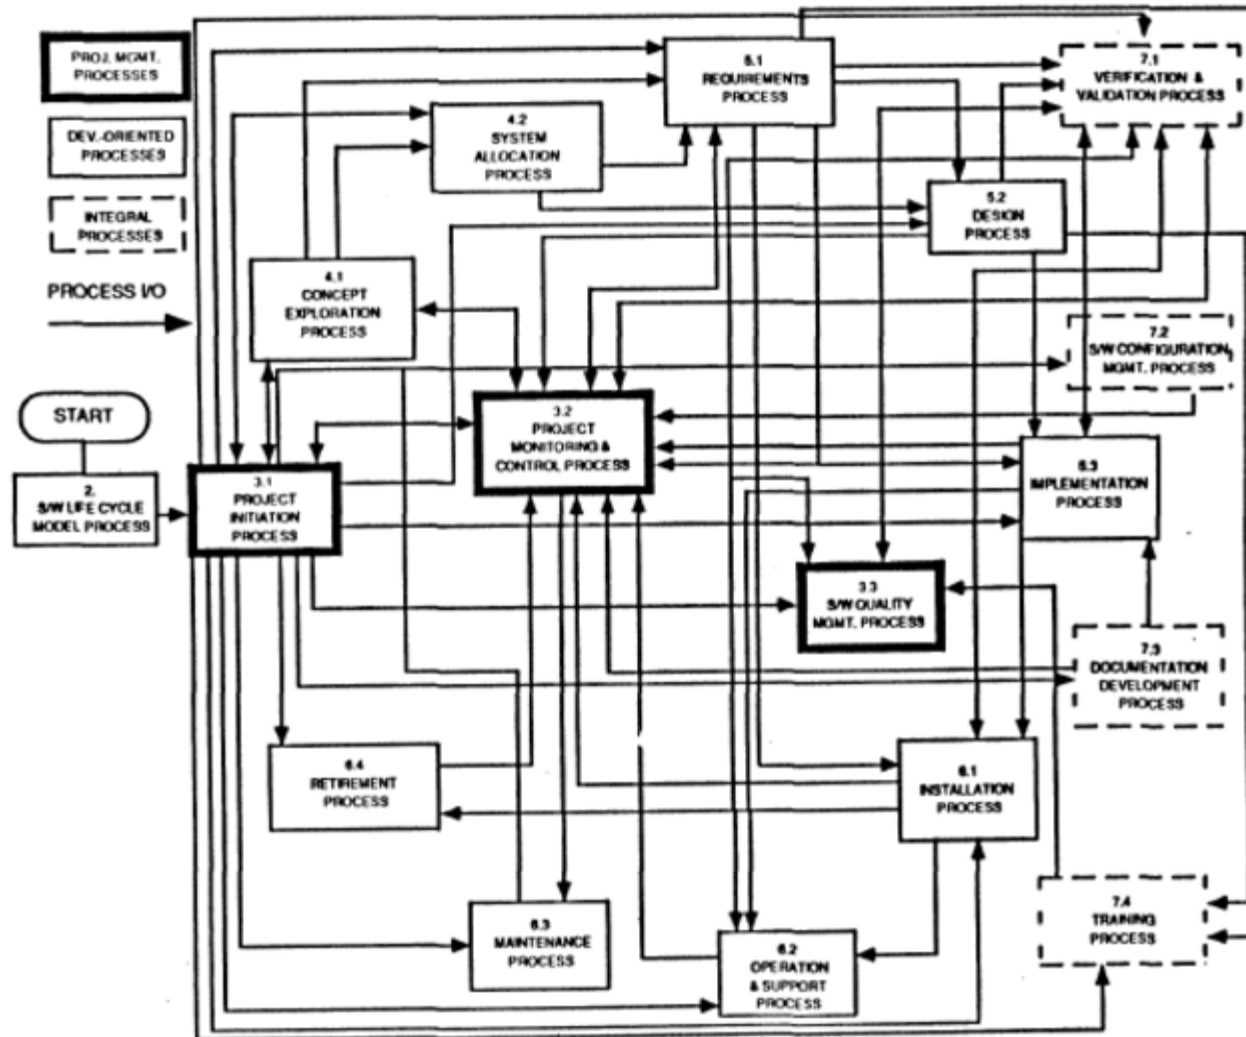 PROJ. MGMT.
PROCESSES
DEV.-ORIENTED
PROCESSES
INTEGRAL
PROCESSES
PROCESS I/O
START
2.
S/W LIFE CYCLE
MODEL PROCESS
3.1
PROJECT
INITIATION
PROCESS
4.1
CONCEPT
EXPLORATION
PROCESS
4.2
SYSTEM
ALLOCATION
PROCESS
5.1
REQUIREMENTS
PROCESS
7.1
VERIFICATION &
VALIDATION PROCESS
5.2
DESIGN
PROCESS
7.2
S/W CONFIGURATION
MGMT. PROCESS
3.2
PROJECT
MONITORING &
CONTROL PROCESS
5.3
IMPLEMENTATION
PROCESS
3.3
S/W QUALITY
MGMT. PROCESS
7.3
DOCUMENTATION
DEVELOPMENT
PROCESS
6.4
RETIREMENT
PROCESS
6.1
INSTALLATION
PROCESS
6.3
MAINTENANCE
PROCESS
6.2
OPERATION
& SUPPORT
PROCESS
7.4
TRAINING
PROCESS